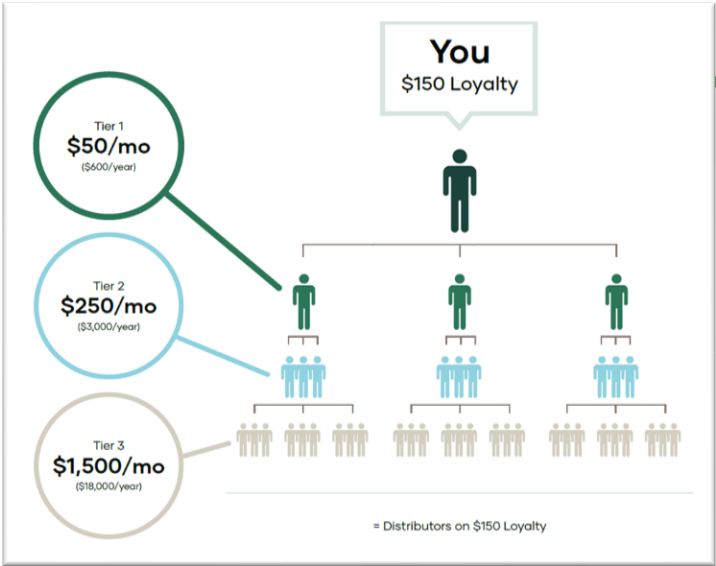 You
$150 Loyalty
Tier 1
$50/mo
($600/year)
Tier 2
$250/mo
($3,000/year)
Tier 3
$1,500/mo
($18,000/year)
= Distributors on $150 Loyalty